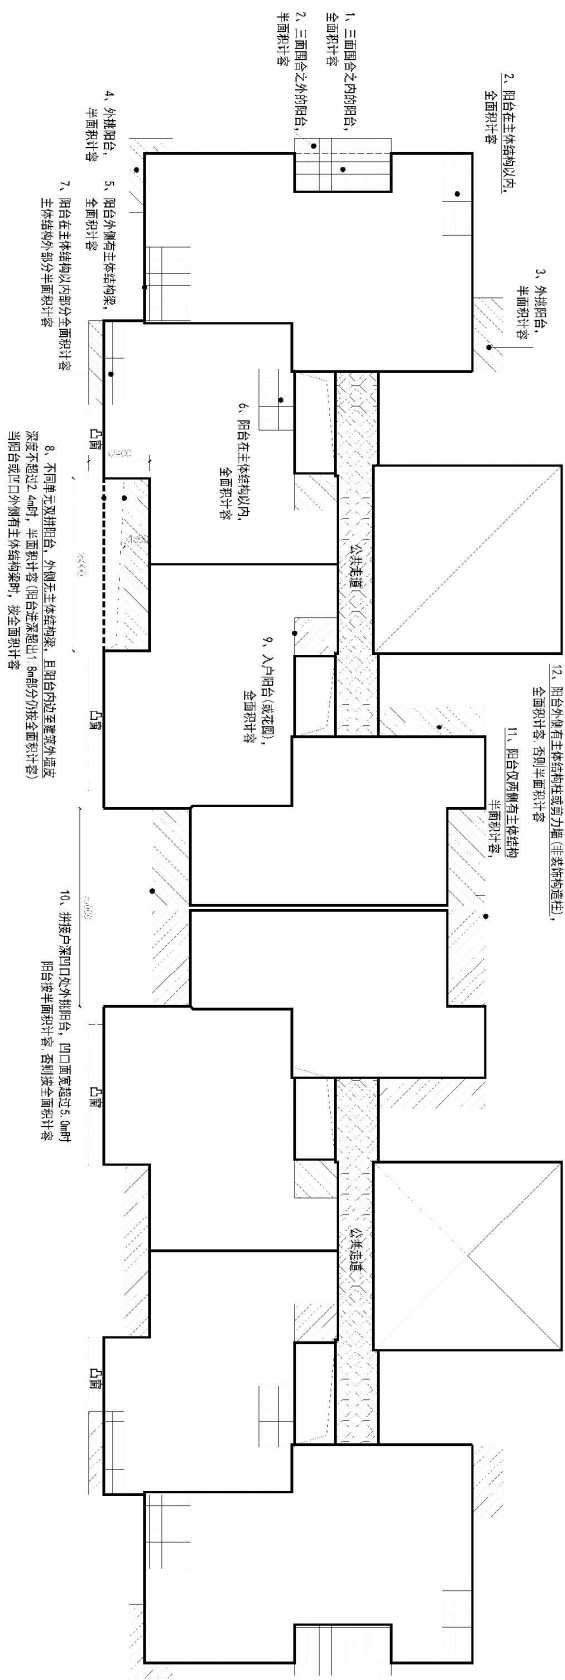 1、三面围合之内的阳台，
全面积计容
2、三面围合之外的阳台，
半面积计容
2、阳台在主体结构以内，
全面积计容
3、外挑阳台，
半面积计容
4、外挑阳台，
半面积计容
5、阳台外侧有主体结构梁，
全面积计容
6、阳台在主体结构以内，
全面积计容
7、阳台在主体结构以内部分全面积计容
主体结构外部分半面积计容
8、不同单元双拼阳台，外侧无主体结构梁，且阳台内边至建筑外墙皮
深度不超过2.4m时，半面积计容(阳台进深超出1.8m部分仍按全面积计容)
当阳台或凹口外侧有主体结构梁时，按全面积计容
9、入户阳台(或花园)，
全面积计容
10、拼接户深凹口处外挑阳台，凹口面宽超过5.0m时
阳台按半面积计容，否则按全面积计容
11、阳台仅两侧有主体结构
半面积计容，
12、阳台外侧有主体结构柱或剪力墙(非装饰构造柱)，
全面积计容，否则半面积计容
公共走道
公共走道
凸窗
凸窗
凸窗
凸窗